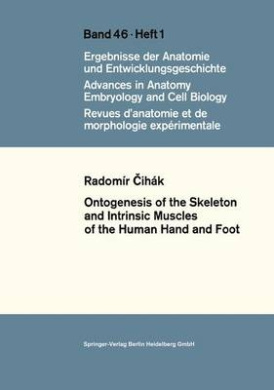 Band 46 · Heft 1
Ergebnisse der Anatomie
und Entwicklungsgeschichte
Advances in Anatomy
Embryology and Cell Biology
Revues d'anatomie et de
morphologie expérimentale
Radomír Čihák
Ontogenesis of the Skeleton
and Intrinsic Muscles
of the Human Hand and Foot
Springer-Verlag Berlin Heidelberg GmbH